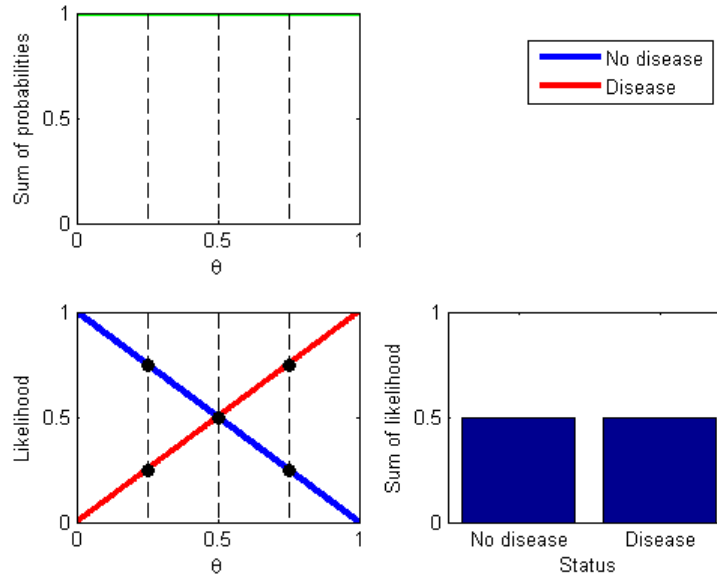 Sum of probabilities
1
0.5
0
0
0.5
1
θ
No disease
Disease
Likelihood
1
0.5
0
0
0.5
1
θ
Sum of likelihood
1
0.5
0
No disease
Disease
Status